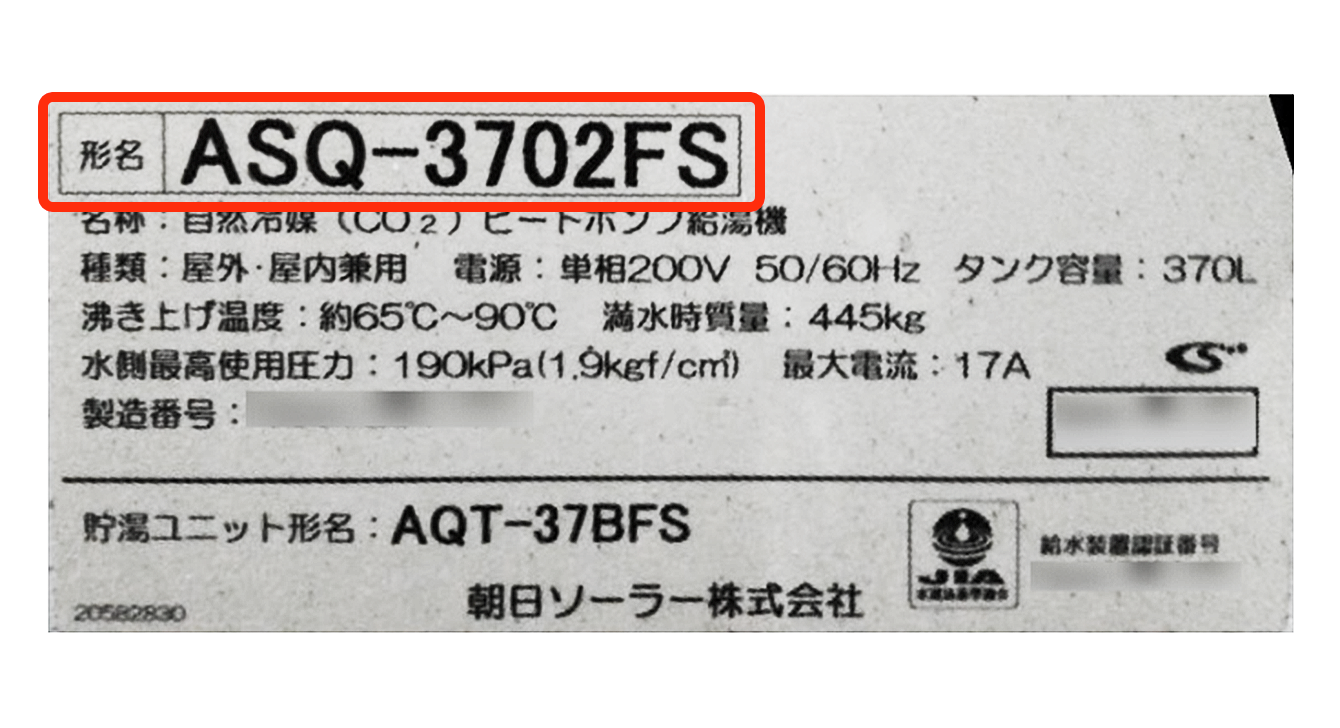 形名 ASQ-3702FS
名称：自然冷媒（CO₂）ヒートポンプ給湯機
種類：屋外・屋内兼用　電源：単相200V 50/60Hz　タンク容量：370L
沸き上げ温度：約65℃〜90℃　満水時質量：445kg
水側最高使用圧力：190kPa(1.9kgf/c㎡)　最大電流：17A
製造番号：
貯湯ユニット形名：AQT-37BFS
給水装置認証番号
朝日ソーラー株式会社
20582830